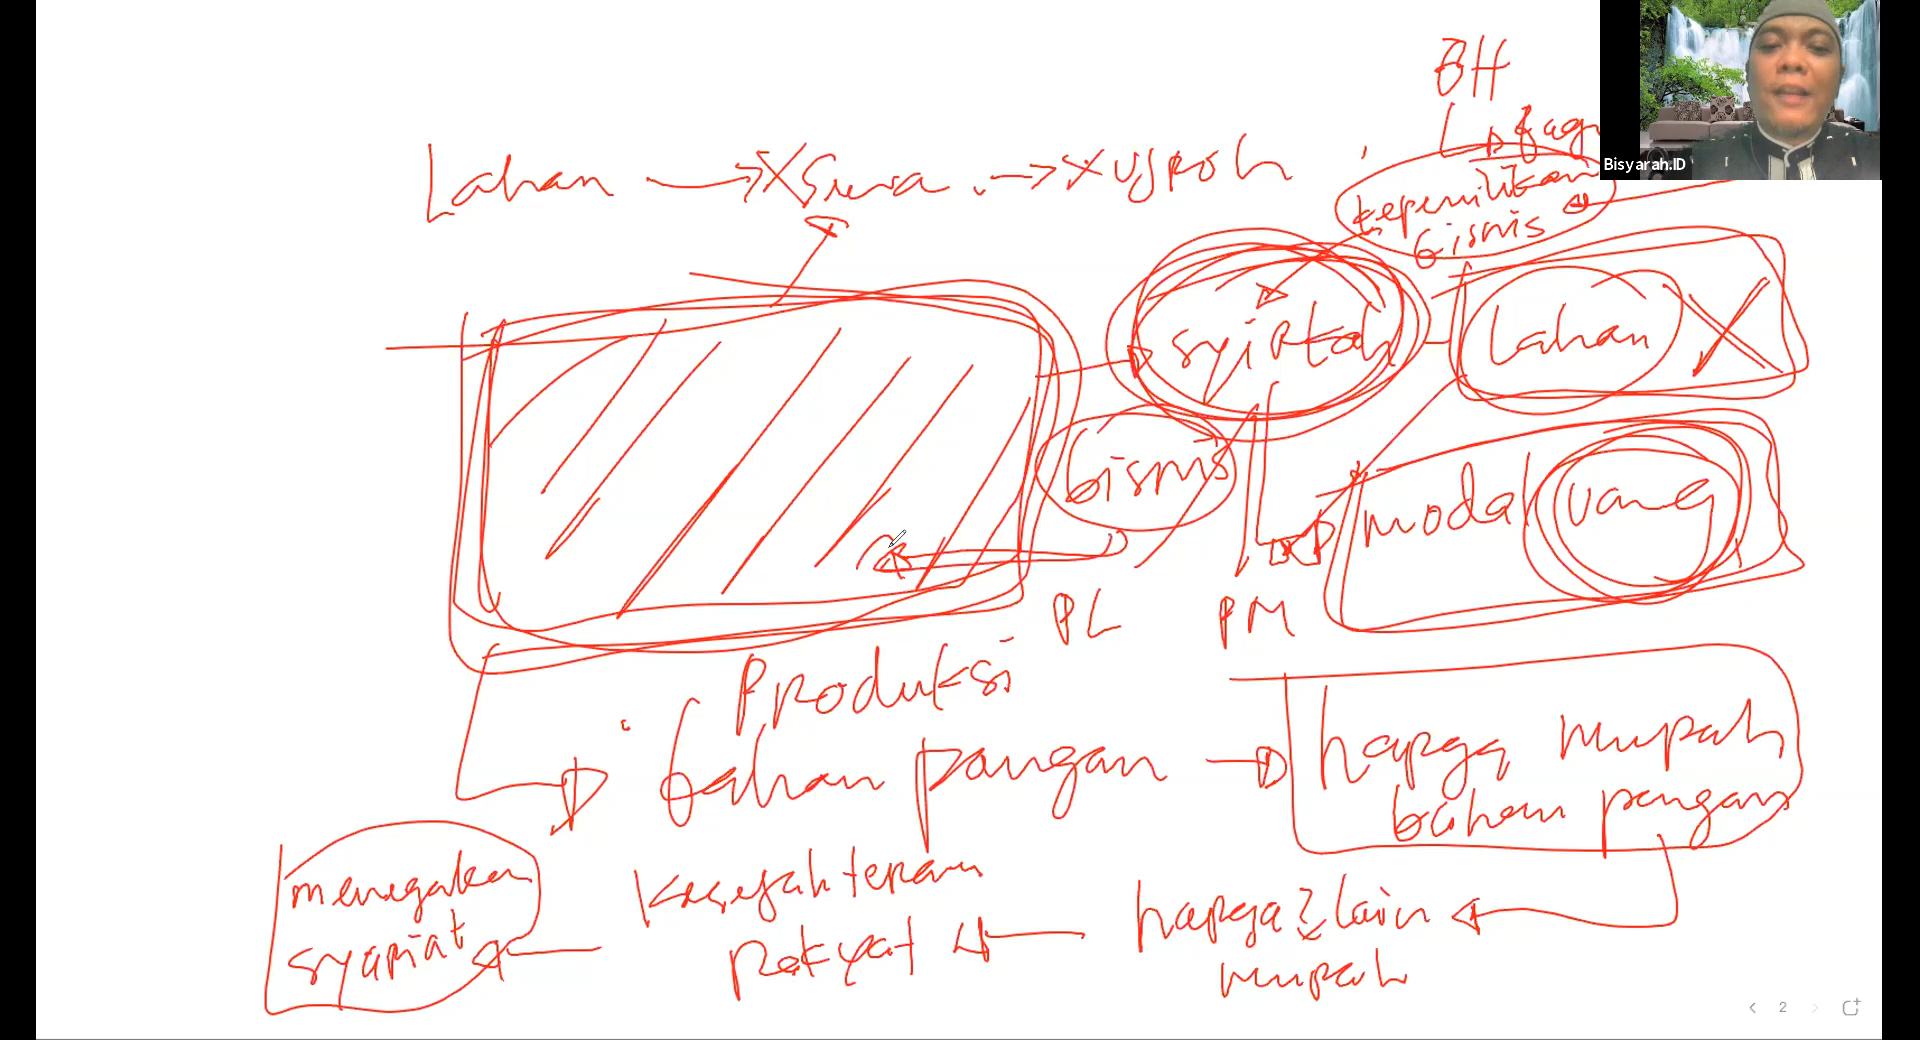 BH
Lahan → X Sewa → X Ujroh
kepemilikan
bisnis
Bisyarah.ID
syirkah
Lahan X
bisnis
modal uang
PL
PM
Produksi
bahan pangan →
harga murah
bahan pangan
menegakan
syariat
Kesejahteraan
Rakyat
harga2 lain
murah
2